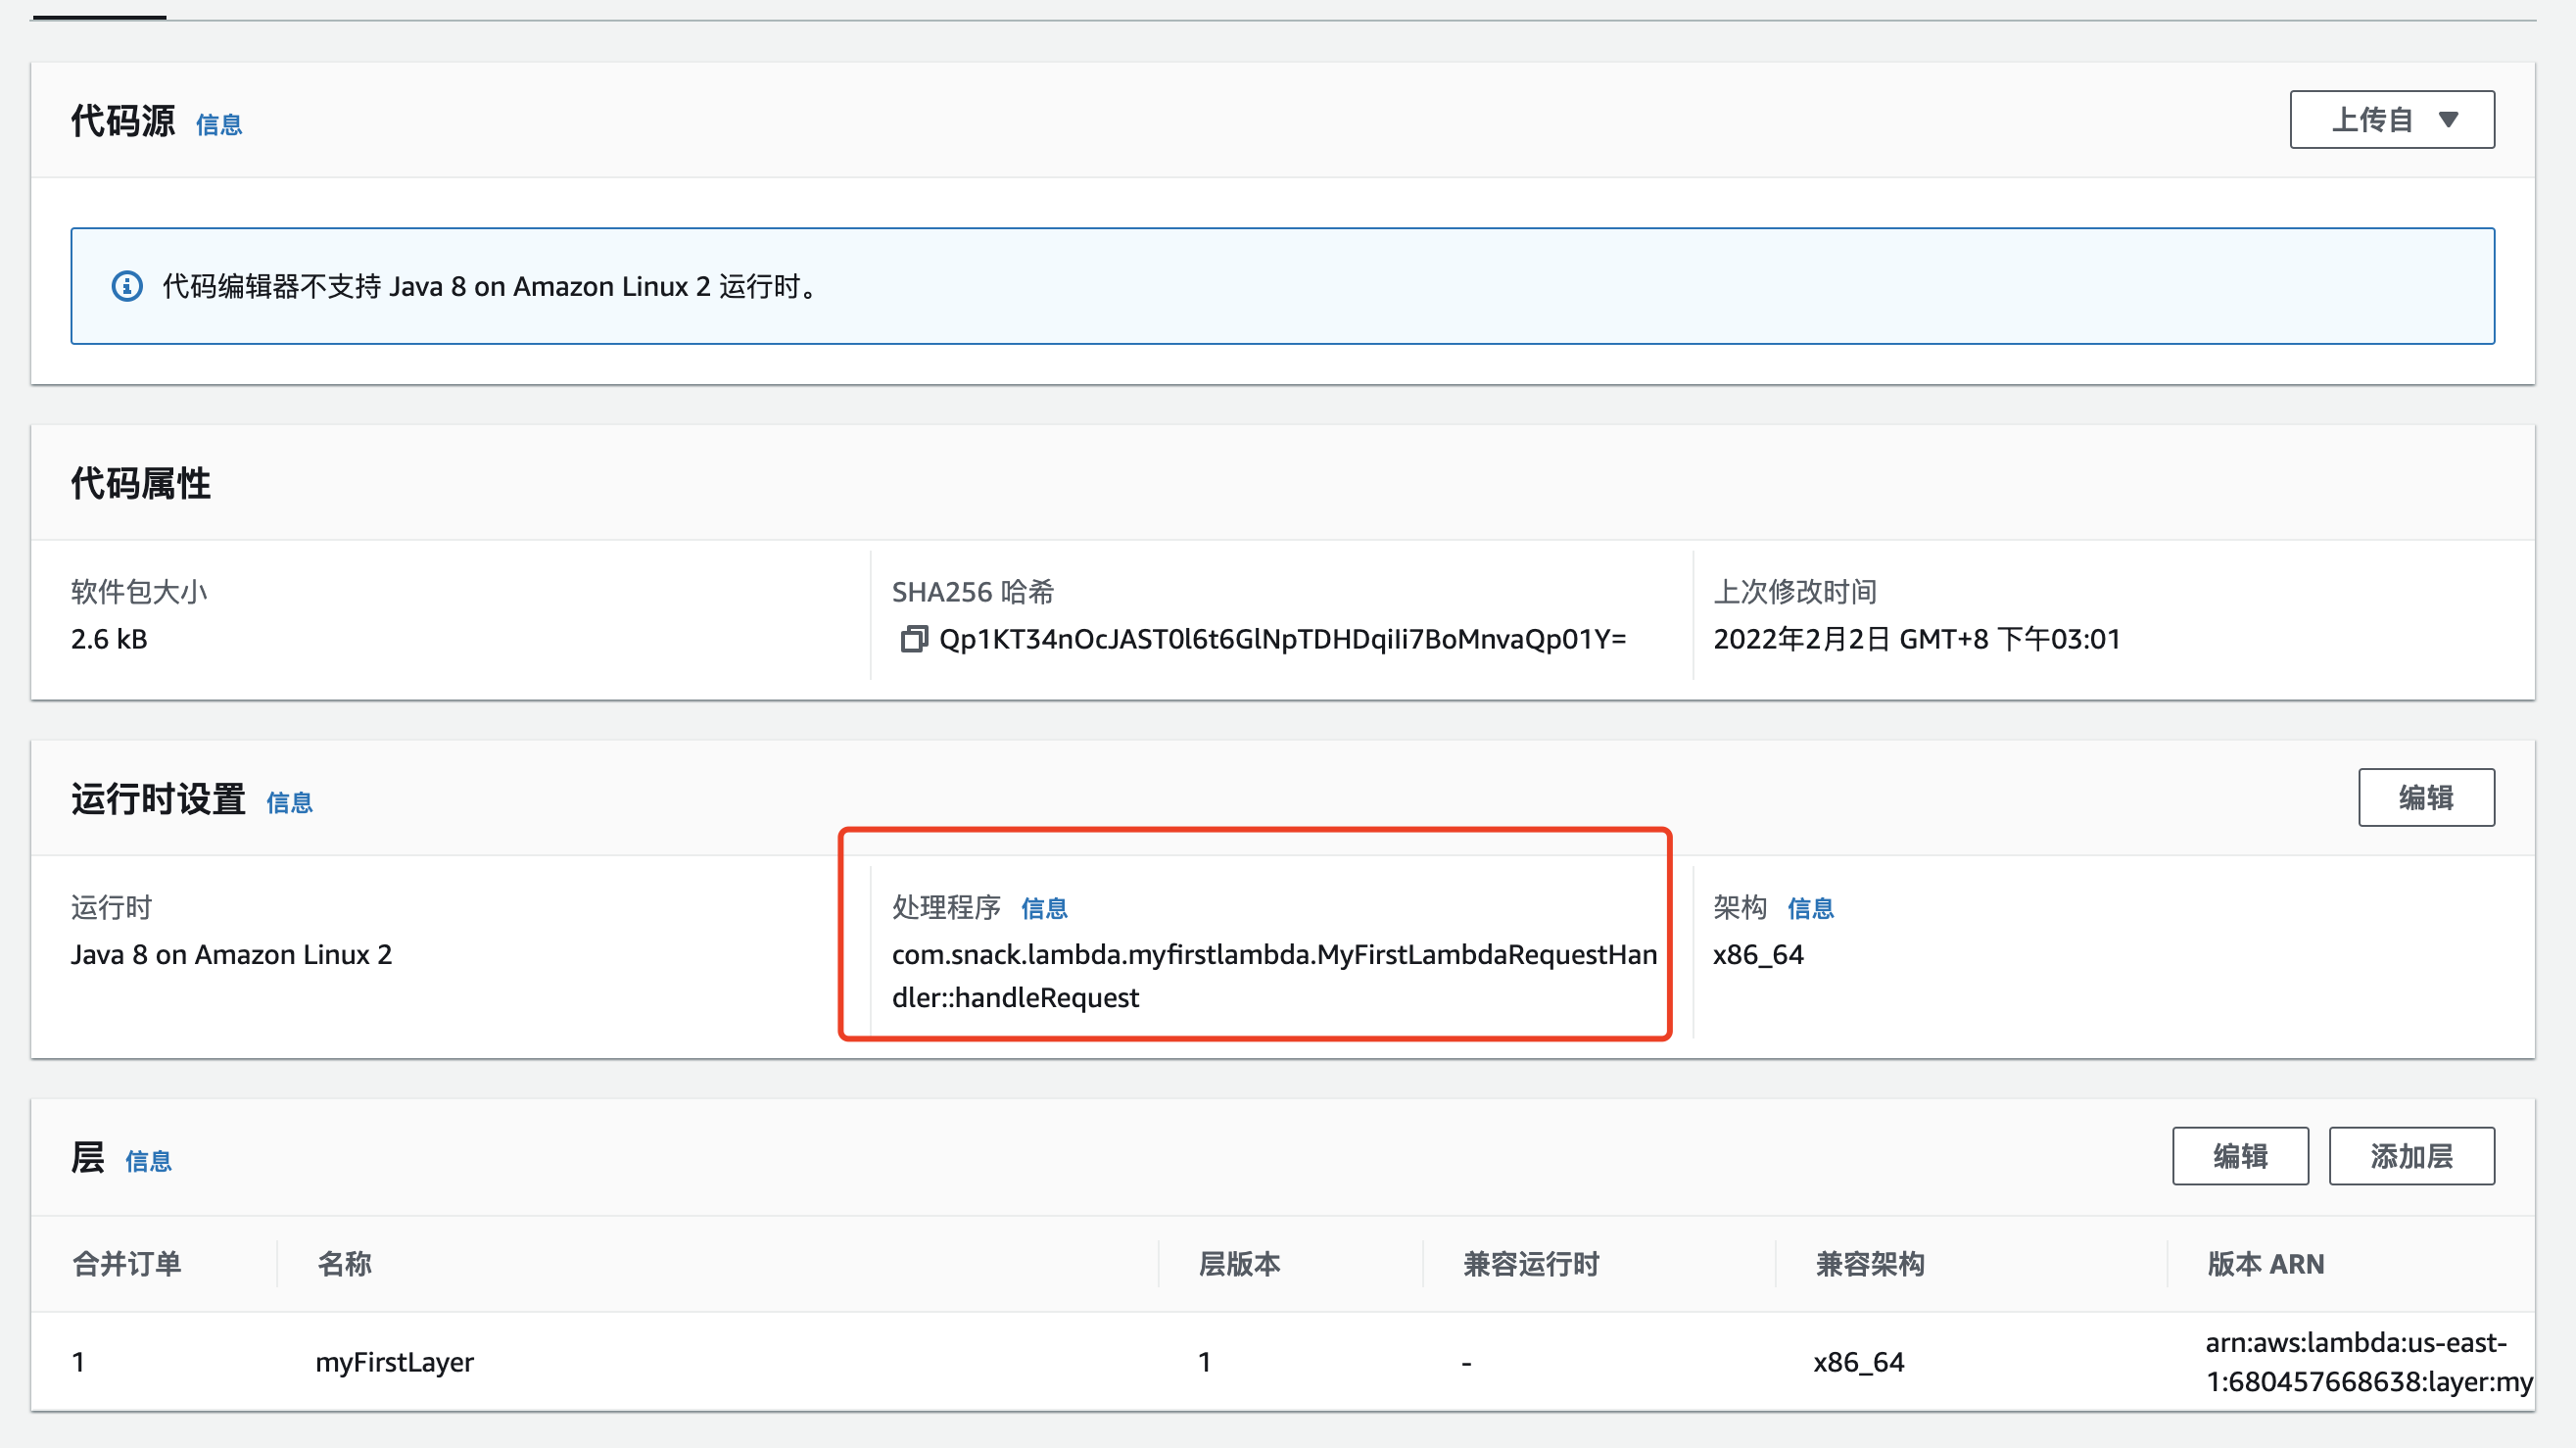 代码源 信息
上传自
代码编辑器不支持 Java 8 on Amazon Linux 2 运行时。
代码属性
软件包大小
2.6 kB
SHA256 哈希
Qp1KT34nOcJAST0l6t6GlNpTDHDqiIi7BoMnvaQp01Y=
上次修改时间
2022年2月2日 GMT+8 下午03:01
运行时设置 信息
编辑
运行时
Java 8 on Amazon Linux 2
处理程序 信息
com.snack.lambda.myfirstlambda.MyFirstLambdaRequestHan
dler::handleRequest
架构 信息
x86_64
层 信息
编辑
添加层
合并订单 名称 层版本 兼容运行时 兼容架构 版本 ARN
1 myFirstLayer 1 - x86_64 arn:aws:lambda:us-east-
1:680457668638:layer:my